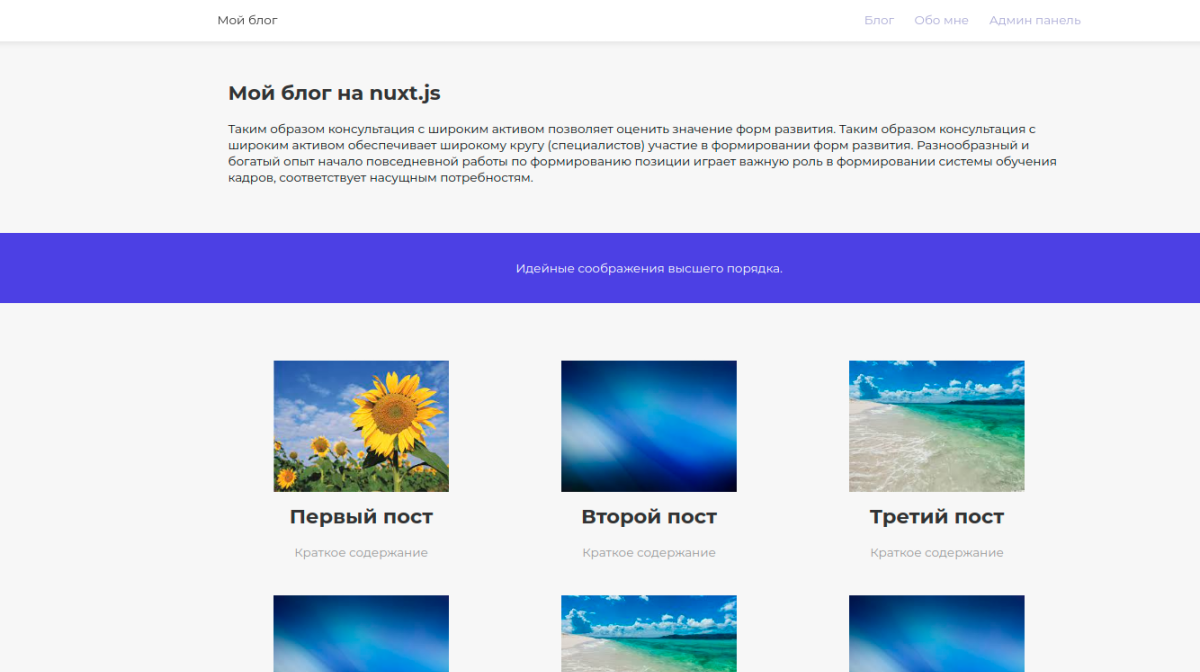 Мой блог
Блог Обо мне Админ панель
Мой блог на nuxt.js
Таким образом консультация с широким активом позволяет оценить значение форм развития. Таким образом консультация с
широким активом обеспечивает широкому кругу (специалистов) участие в формировании форм развития. Разнообразный и
богатый опыт начало повседневной работы по формированию позиции играет важную роль в формировании системы обучения
кадров, соответствует насущным потребностям.
Идейные соображения высшего порядка.
Первый пост
Второй пост
Третий пост
Краткое содержание
Краткое содержание
Краткое содержание